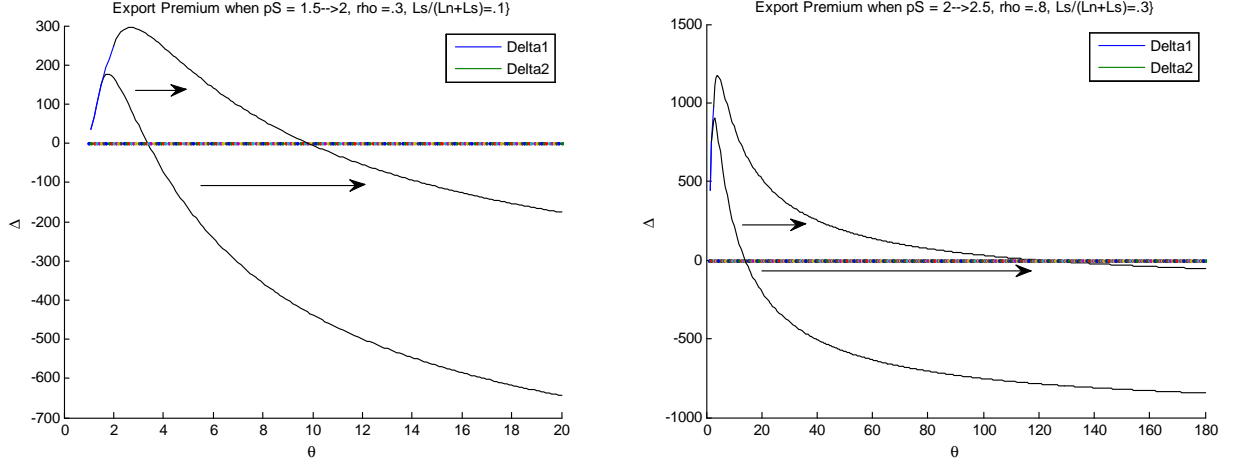 Export Premium when pS = 1.5-->2, rho =.3, Ls/(Ln+Ls)=.1}
300
200
100
0
-100
-200
-300
-400
-500
-600
-700
Δ
Delta1
Delta2
0 2 4 6 8 10 12 14 16 18 20
θ
Export Premium when pS = 2-->2.5, rho =.8, Ls/(Ln+Ls)=.3}
1500
1000
500
0
-500
-1000
Δ
Delta1
Delta2
0 20 40 60 80 100 120 140 160 180
θ